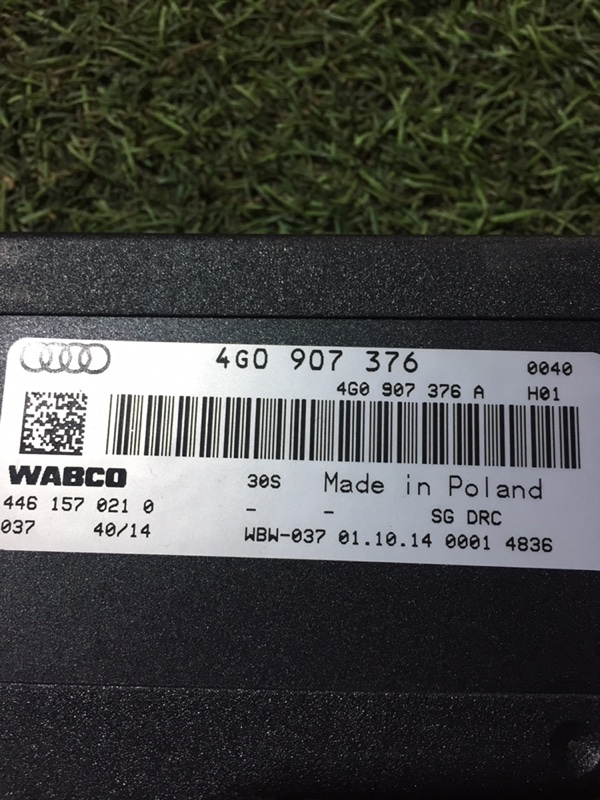 4G0 907 376 0040
4G0 907 376 A H01
WABCO 30S Made in Poland
446 157 021 0 - - SG DRC
037 40/14 WBW-037 01.10.14 0001 4836